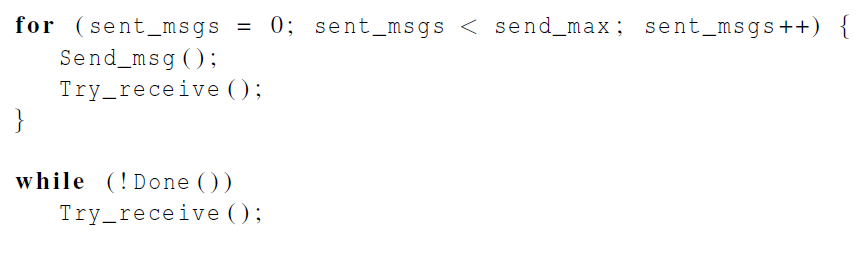 for (sent_msgs = 0; sent_msgs < send_max; sent_msgs++) {
   Send_msg();
   Try_receive();
}

while (!Done())
   Try_receive();